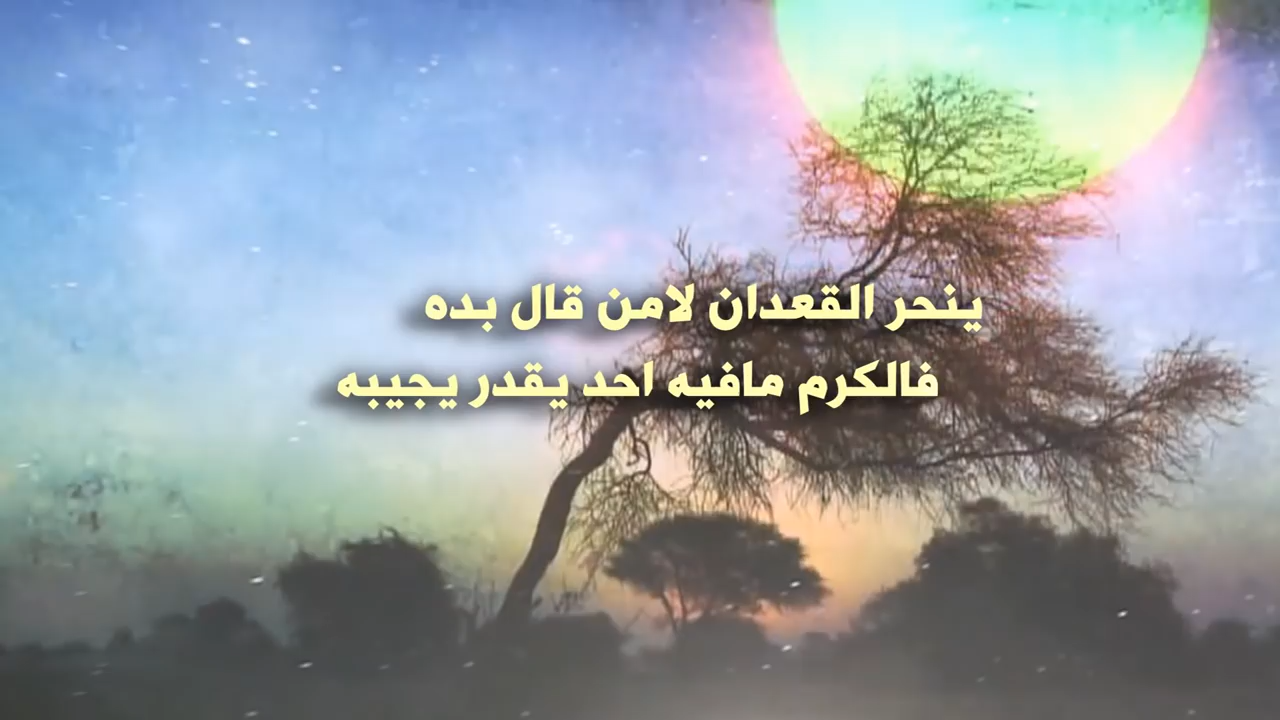 ينحر القعدان لامن قال بده
فالكرم مافيه احد يقدر يجيبه